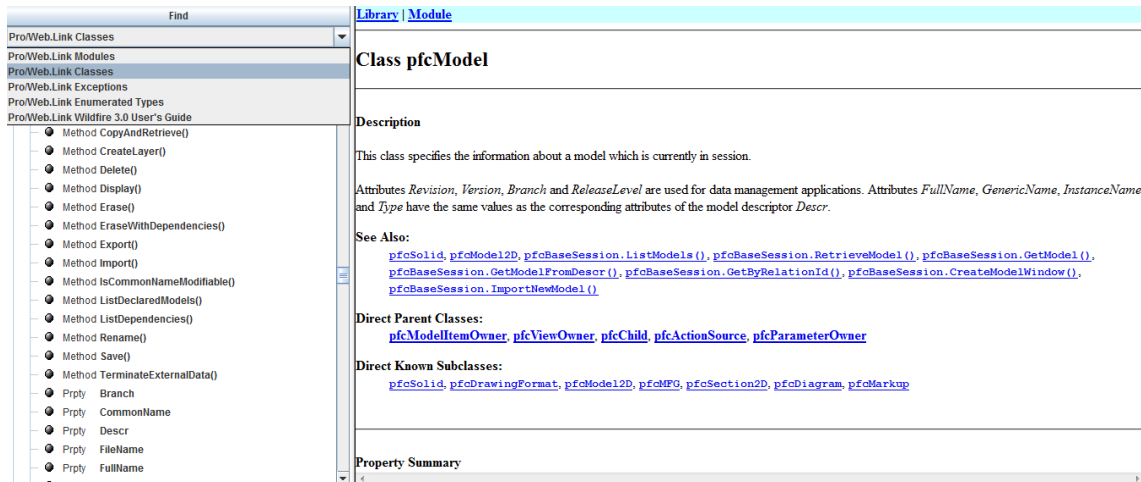 Find
Pro/Web.Link Classes
Pro/Web.Link Modules
Pro/Web.Link Classes
Pro/Web.Link Exceptions
Pro/Web.Link Enumerated Types
Pro/Web.Link Wildfire 3.0 User's Guide
Method CopyAndRetrieve()
Method CreateLayer()
Method Delete()
Method Display()
Method Erase()
Method EraseWithDependencies()
Method Export()
Method Import()
Method IsCommonNameModifiable()
Method ListDeclaredModels()
Method ListDependencies()
Method Rename()
Method Save()
Method TerminateExternalData()
Prpty Branch
Prpty CommonName
Prpty Descr
Prpty FileName
Prpty FullName
Library | Module
Class pfcModel
Description
This class specifies the information about a model which is currently in session.
Attributes Revision, Version, Branch and ReleaseLevel are used for data management applications. Attributes FullName, GenericName, InstanceName
and Type have the same values as the corresponding attributes of the model descriptor Descr.
See Also:
pfcSolid, pfcModel2D, pfcBaseSession.ListModels(), pfcBaseSession.RetrieveModel(), pfcBaseSession.GetModel(),
pfcBaseSession.GetModelFromDescr(), pfcBaseSession.GetByRelationId(), pfcBaseSession.CreateModelWindow(),
pfcBaseSession.ImportNewModel()
Direct Parent Classes:
pfcModelItemOwner, pfcViewOwner, pfcChild, pfcActionSource, pfcParameterOwner
Direct Known Subclasses:
pfcSolid, pfcDrawingFormat, pfcModel2D, pfcMFG, pfcSection2D, pfcDiagram, pfcMarkup
Property Summary